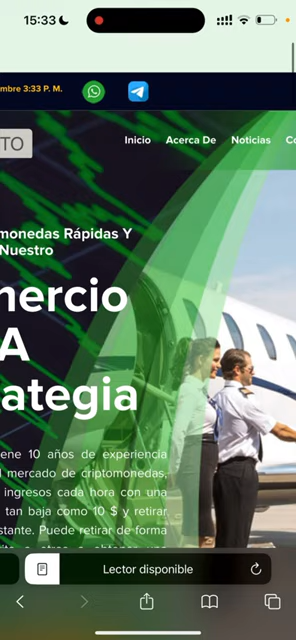 15:33
mbre 3:33 P. M.
TO
Inicio Acerca De Noticias Co
monedas Rápidas Y
Nuestro
mercio
A
ategia
ene 10 años de experiencia
l mercado de criptomonedas,
ingresos cada hora con una
tan baja como 10 $ y retirar
stante. Puede retirar de forma
Lector disponible